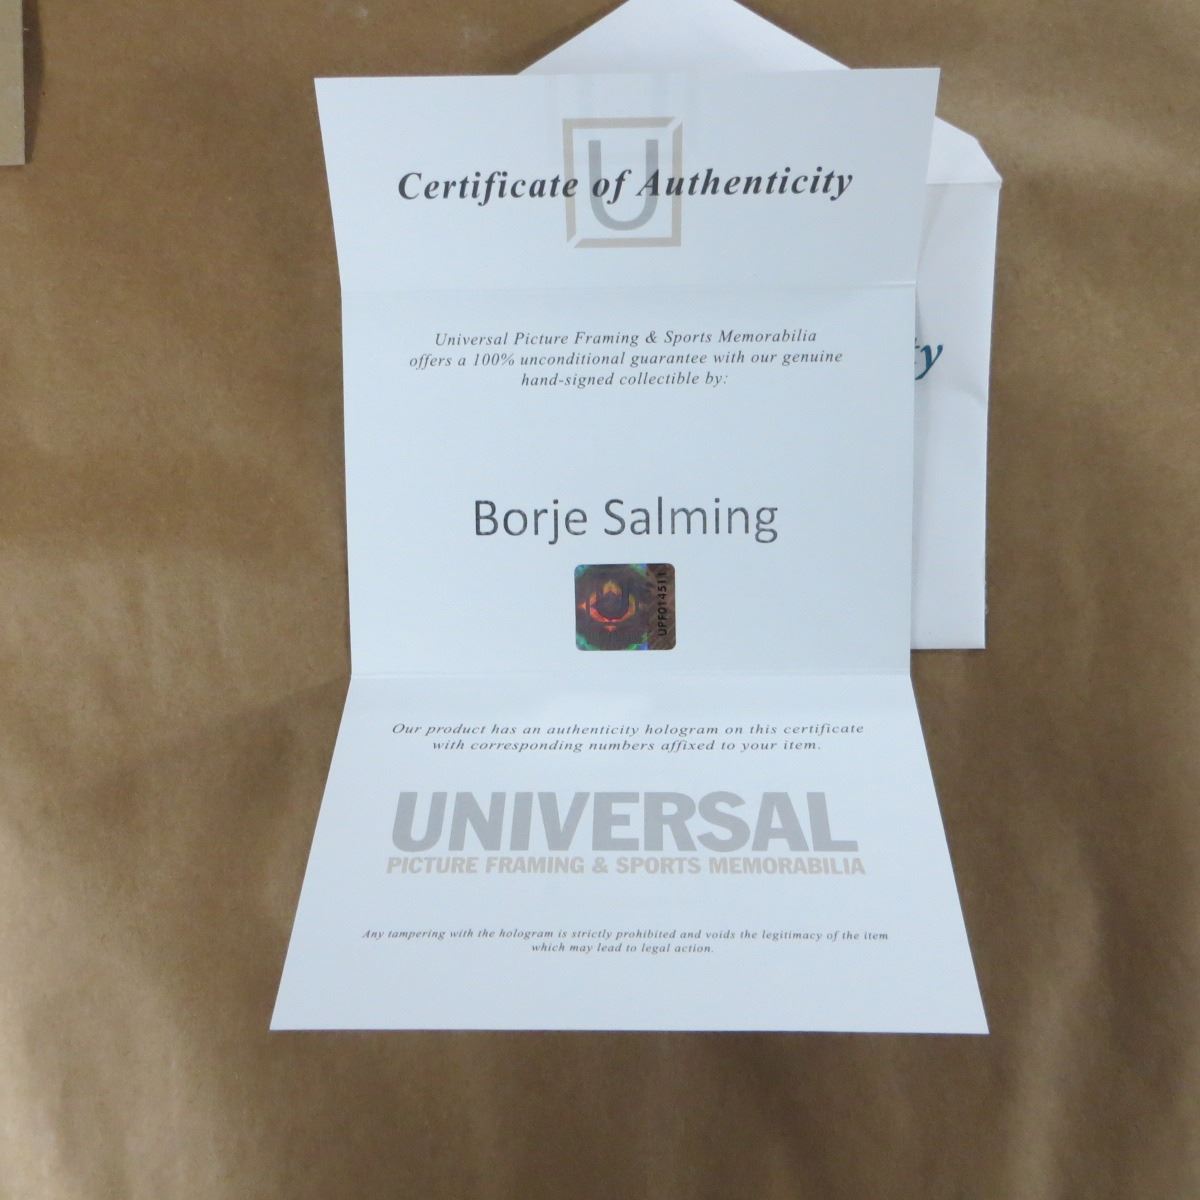 U
Certificate of Authenticity
Universal Picture Framing & Sports Memorabilia
offers a 100% unconditional guarantee with our genuine
hand-signed collectible by:
Borje Salming
UPF014511
Our product has an authenticity hologram on this certificate
with corresponding numbers affixed to your item.
UNIVERSAL
PICTURE FRAMING & SPORTS MEMORABILIA
Any tampering with the hologram is strictly prohibited and voids the legitimacy of the item
which may lead to legal action.